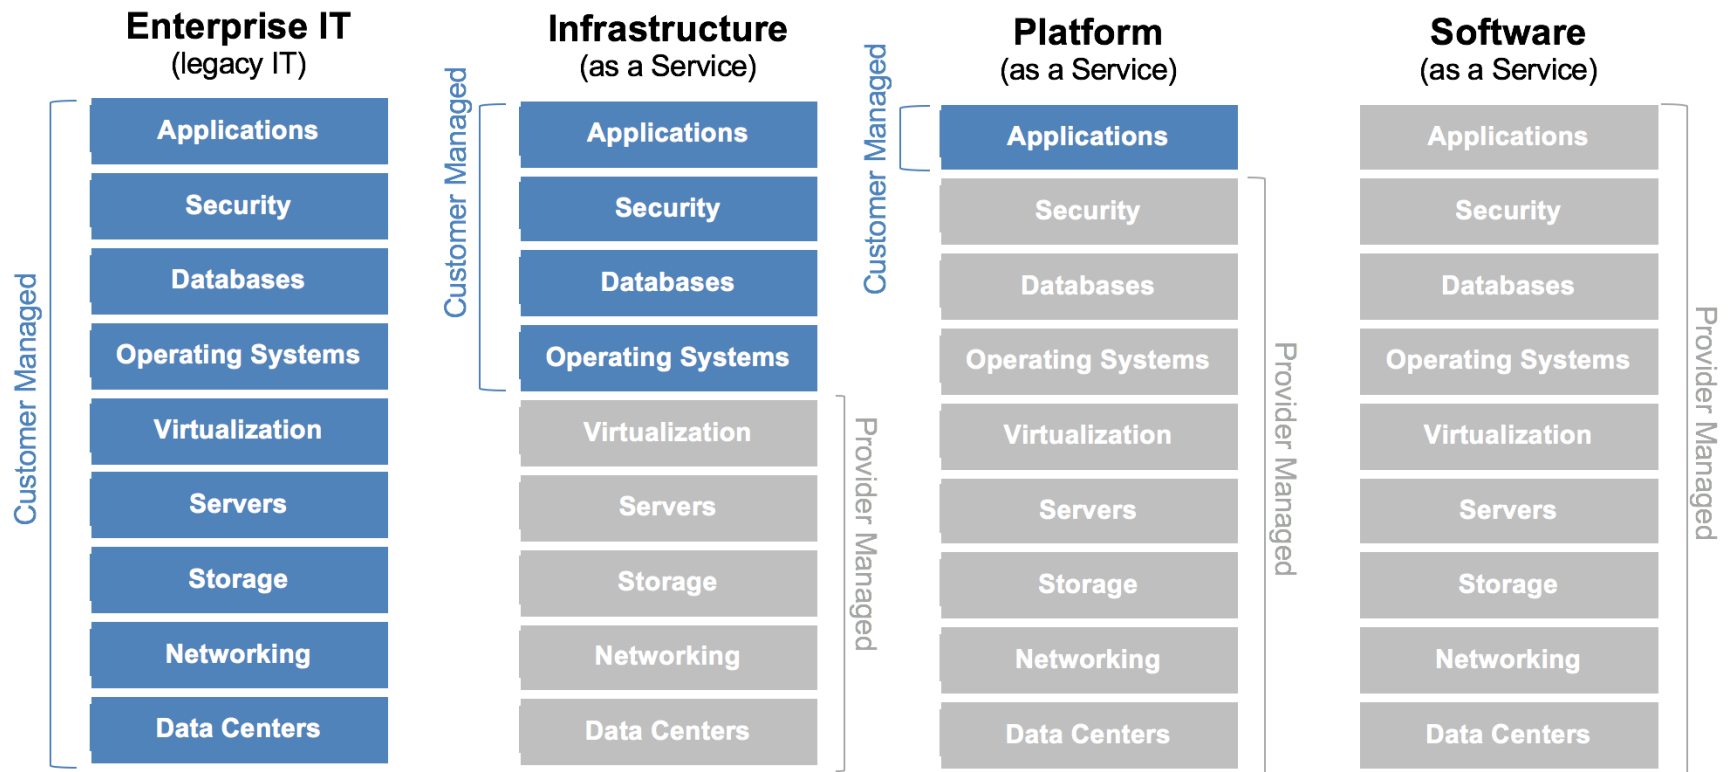 Enterprise IT
(legacy IT)
Customer Managed
Applications
Security
Databases
Operating Systems
Virtualization
Servers
Storage
Networking
Data Centers
Infrastructure
(as a Service)
Customer Managed
Applications
Security
Databases
Operating Systems
Virtualization
Servers
Storage
Networking
Data Centers
Provider Managed
Platform
(as a Service)
Customer Managed
Applications
Security
Databases
Operating Systems
Virtualization
Servers
Storage
Networking
Data Centers
Provider Managed
Software
(as a Service)
Applications
Security
Databases
Operating Systems
Virtualization
Servers
Storage
Networking
Data Centers
Provider Managed